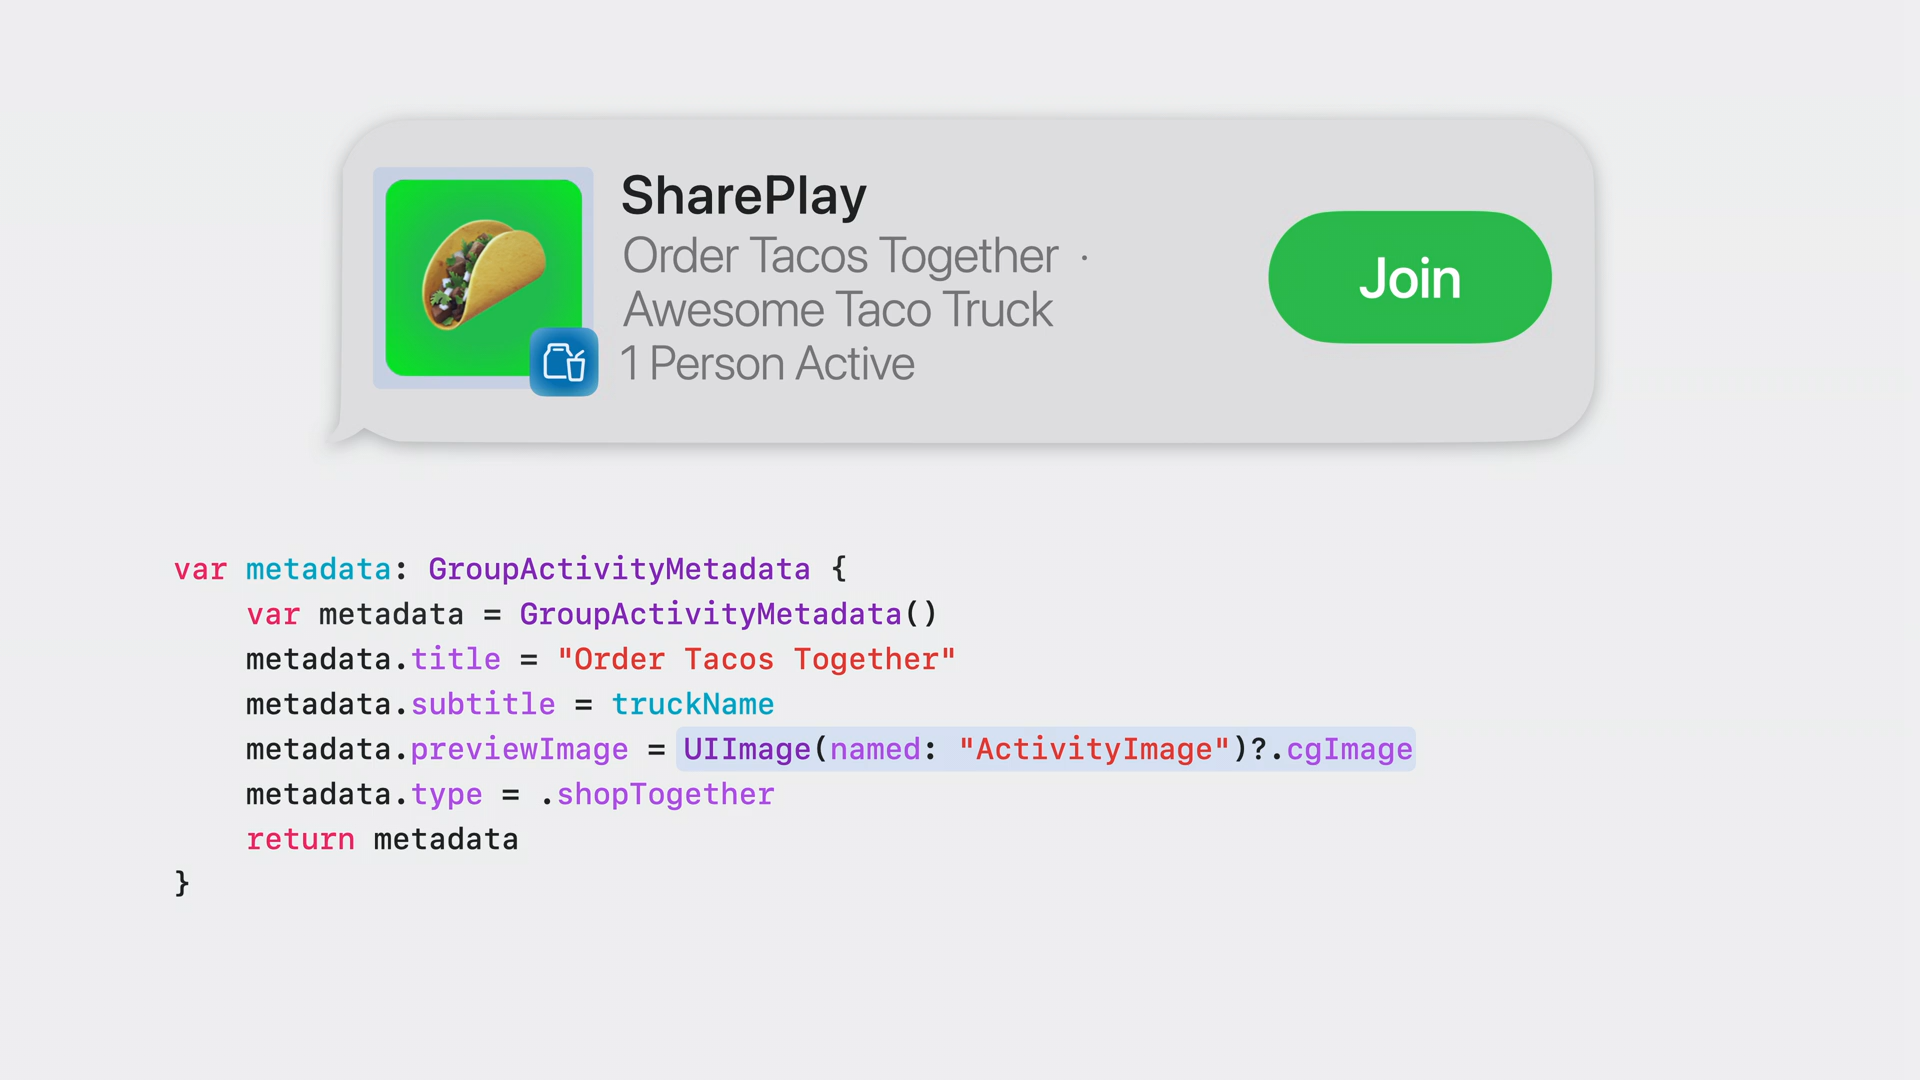 SharePlay
Order Tacos Together ·
Awesome Taco Truck
1 Person Active
Join
var metadata: GroupActivityMetadata {
    var metadata = GroupActivityMetadata()
    metadata.title = "Order Tacos Together"
    metadata.subtitle = truckName
    metadata.previewImage = UIImage(named: "ActivityImage")?.cgImage
    metadata.type = .shopTogether
    return metadata
}